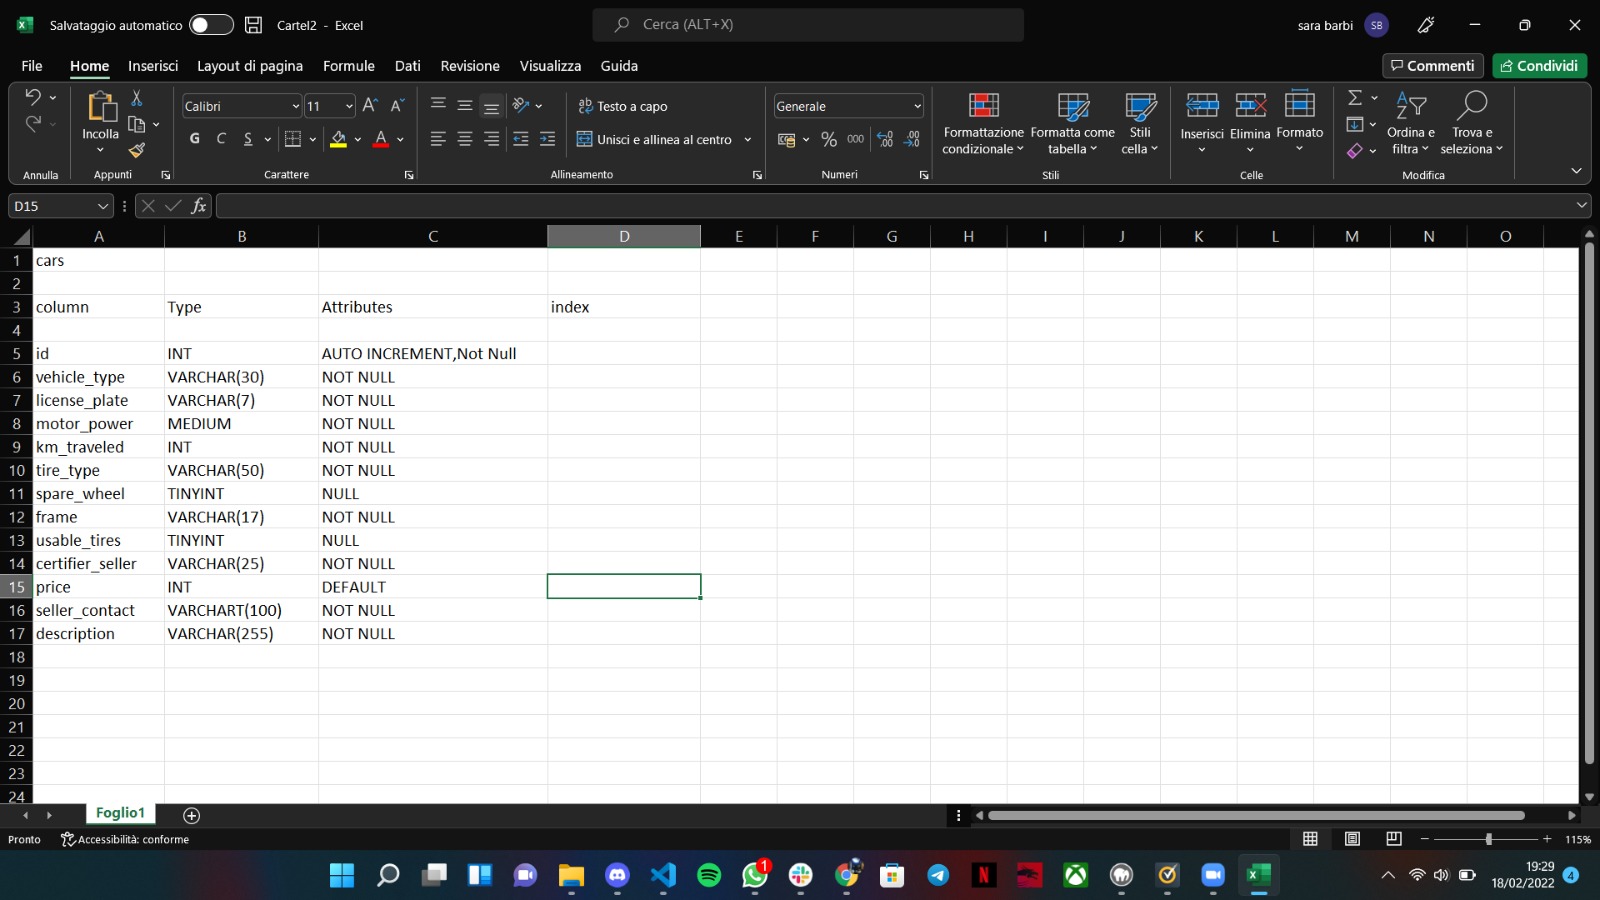 Salvataggio automatico Cartel2 - Excel Cerca (ALT+X) sara barbi SB
File Home Inserisci Layout di pagina Formule Dati Revisione Visualizza Guida Commenti Condividi
Incolla Calibri 11 Testo a capo Generale Formattazione condizionale Formatta come tabella Stili cella Inserisci Elimina Formato Ordina e filtra Trova e seleziona
G C S A Unisci e allinea al centro % 000
Annulla Appunti Carattere Allineamento Numeri Stili Celle Modifica
D15 fx
A B C D E F G H I J K L M N O
1 cars
2
3 column Type Attributes index
4
5 id INT AUTO INCREMENT,Not Null
6 vehicle_type VARCHAR(30) NOT NULL
7 license_plate VARCHAR(7) NOT NULL
8 motor_power MEDIUM NOT NULL
9 km_traveled INT NOT NULL
10 tire_type VARCHAR(50) NOT NULL
11 spare_wheel TINYINT NULL
12 frame VARCHAR(17) NOT NULL
13 usable_tires TINYINT NULL
14 certifier_seller VARCHAR(25) NOT NULL
15 price INT DEFAULT
16 seller_contact VARCHART(100) NOT NULL
17 description VARCHAR(255) NOT NULL
18
19
20
21
22
23
24
Foglio1
Pronto Accessibilità: conforme 115%
1 19:29
18/02/2022 4